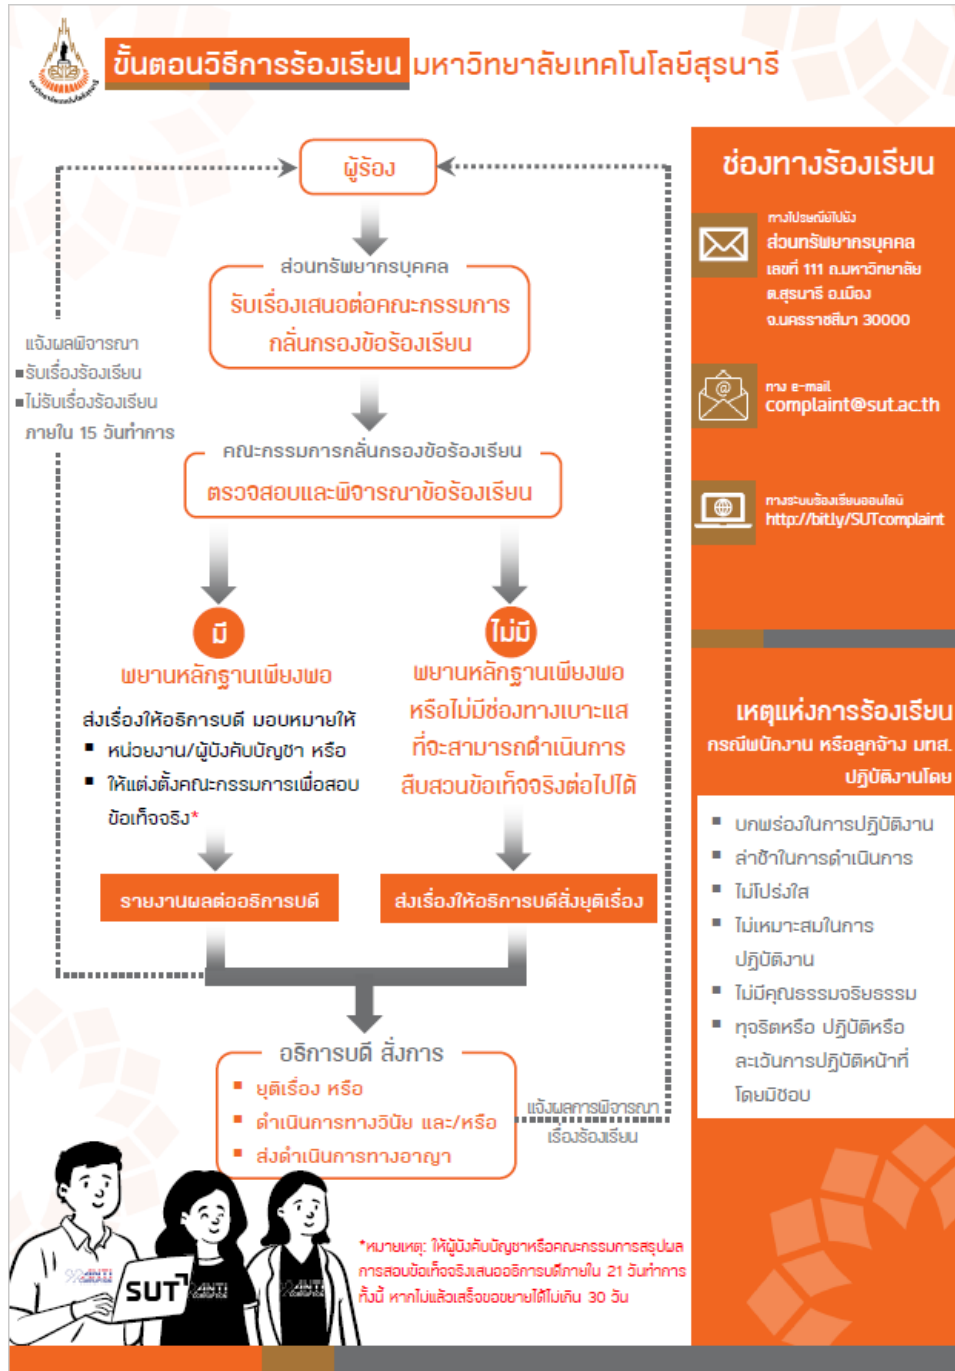 ขั้นตอนวิธีการร้องเรียน มหาวิทยาลัยเทคโนโลยีสุรนารี
ผู้ร้อง
ส่วนทรัพยากรบุคคล
รับเรื่องเสนอต่อคณะกรรมการ
กลั่นกรองข้อร้องเรียน
แจ้งผลพิจารณา
▪รับเรื่องร้องเรียน
▪ไม่รับเรื่องร้องเรียน
ภายใน 15 วันทำการ
คณะกรรมการกลั่นกรองข้อร้องเรียน
ตรวจสอบและพิจารณาข้อร้องเรียน
มี
พยานหลักฐานเพียงพอ
ส่งเรื่องให้อธิการบดี มอบหมายให้
▪ หน่วยงาน/ผู้บังคับบัญชา หรือ
▪ ให้แต่งตั้งคณะกรรมการเพื่อสอบ
ข้อเท็จจริง*
รายงานผลต่ออธิการบดี
ไม่มี
พยานหลักฐานเพียงพอ
หรือไม่มีช่องทางเบาะแส
ที่จะสามารถดำเนินการ
สืบสวนข้อเท็จจริงต่อไปได้
ส่งเรื่องให้อธิการบดีสั่งยุติเรื่อง
อธิการบดี สั่งการ
▪ ยุติเรื่อง หรือ
▪ ดำเนินการทางวินัย และ/หรือ
▪ ส่งดำเนินการทางอาญา
แจ้งผลการพิจารณา
เรื่องร้องเรียน
*หมายเหตุ: ให้ผู้บังคับบัญชาหรือคณะกรรมการสรุปผล
การสอบข้อเท็จจริงเสนออธิการบดีภายใน 21 วันทำการ
ทั้งนี้ หากไม่แล้วเสร็จขอขยายได้ไม่เกิน 30 วัน
SUT
ช่องทางร้องเรียน
ทางไปรษณีย์ไปยัง
ส่วนทรัพยากรบุคคล
เลขที่ 111 ถ.มหาวิทยาลัย
ต.สุรนารี อ.เมือง
จ.นครราชสีมา 30000
ทาง e-mail
complaint@sut.ac.th
ทางระบบร้องเรียนออนไลน์
http://bit.ly/SUTcomplaint
เหตุแห่งการร้องเรียน
กรณีพนักงาน หรือลูกจ้าง มทส.
ปฏิบัติงานโดย
▪ บกพร่องในการปฏิบัติงาน
▪ ล่าช้าในการดำเนินการ
▪ ไม่โปร่งใส
▪ ไม่เหมาะสมในการ
ปฏิบัติงาน
▪ ไม่มีคุณธรรมจริยธรรม
▪ ทุจริตหรือ ปฏิบัติหรือ
ละเว้นการปฏิบัติหน้าที่
โดยมิชอบ